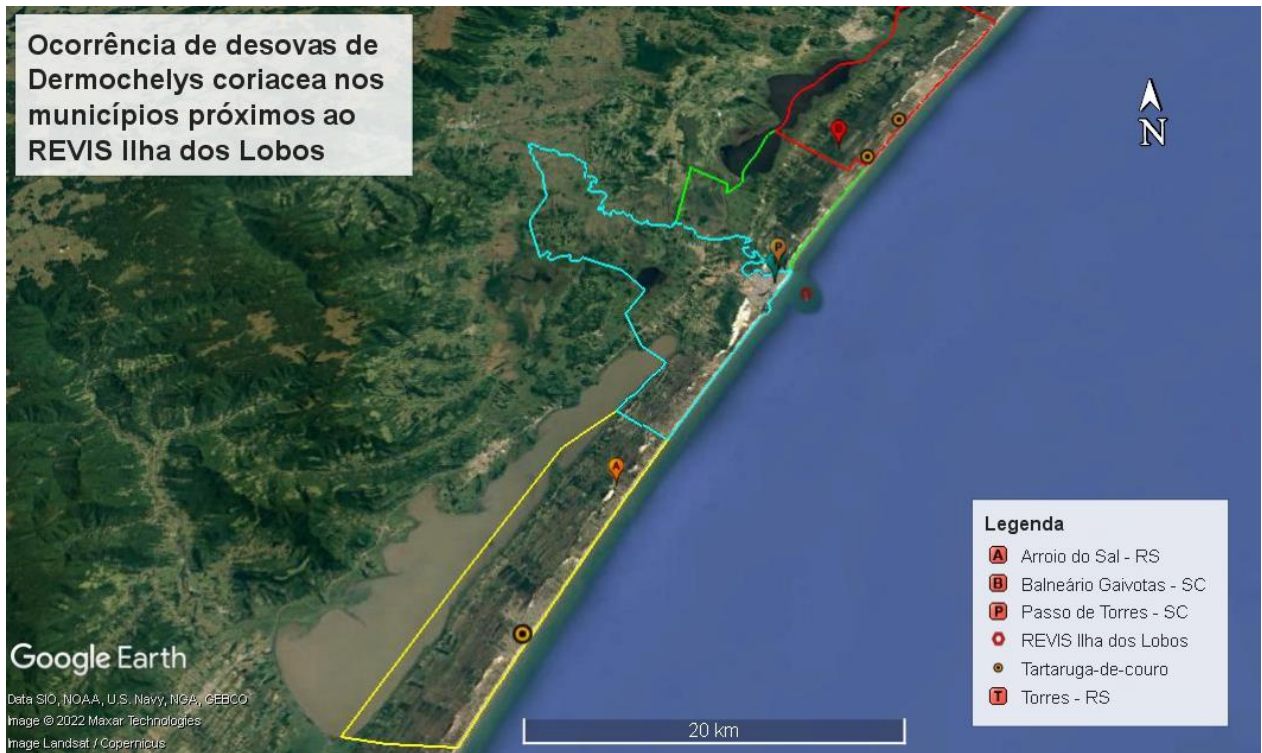 Ocorrência de desovas de
Dermochelys coriacea nos
municípios próximos ao
REVIS Ilha dos Lobos
N
P
A
Legenda
A Arroio do Sal - RS
B Balneário Gaivotas - SC
P Passo de Torres - SC
REVIS Ilha dos Lobos
Tartaruga-de-couro
T Torres - RS
Google Earth
Data SIO, NOAA, U.S. Navy, NGA, GEBCO
Image © 2022 Maxar Technologies
Image Landsat / Copernicus
20 km